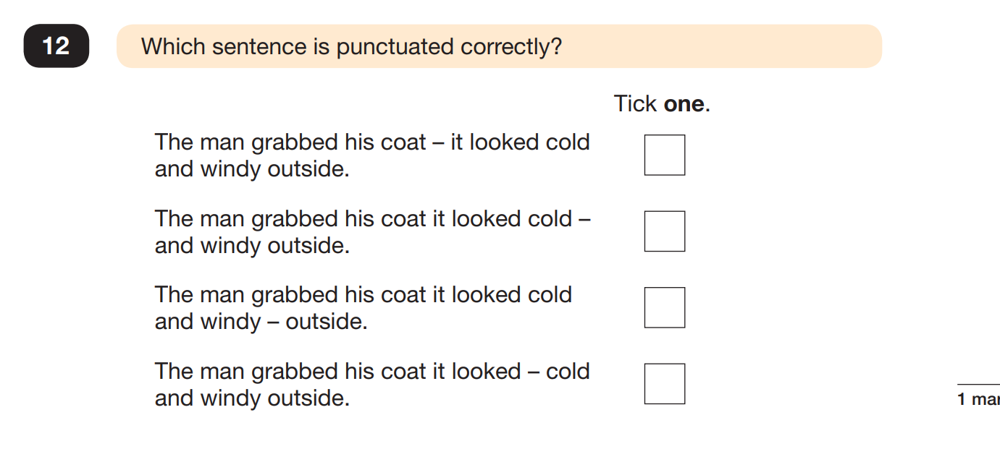 12
Which sentence is punctuated correctly?
Tick one.
The man grabbed his coat – it looked cold
and windy outside.
The man grabbed his coat it looked cold –
and windy outside.
The man grabbed his coat it looked cold
and windy – outside.
The man grabbed his coat it looked – cold
and windy outside.
1 mar